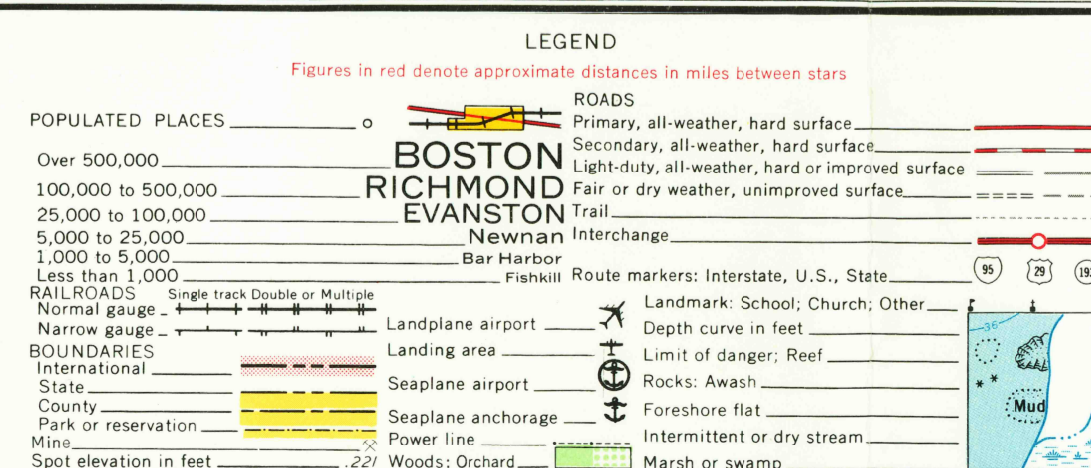 LEGEND
Figures in red denote approximate distances in miles between stars
POPULATED PLACES
Over 500,000 BOSTON
100,000 to 500,000 RICHMOND
25,000 to 100,000 EVANSTON
5,000 to 25,000 Newnan
1,000 to 5,000 Bar Harbor
Less than 1,000 Fishkill
ROADS
Primary, all-weather, hard surface
Secondary, all-weather, hard surface
Light-duty, all-weather, hard or improved surface
Fair or dry weather, unimproved surface
Trail
Interchange
Route markers: Interstate, U.S., State 95 29
RAILROADS Single track Double or Multiple
Normal gauge
Narrow gauge
BOUNDARIES
International
State
County
Park or reservation
Mine
Spot elevation in feet .221
Landplane airport
Landing area
Seaplane airport
Seaplane anchorage
Power line
Woods: Orchard
Landmark: School; Church; Other
Depth curve in feet
Limit of danger; Reef
Rocks: Awash
Foreshore flat
Intermittent or dry stream
Marsh or swamp
36
Mud